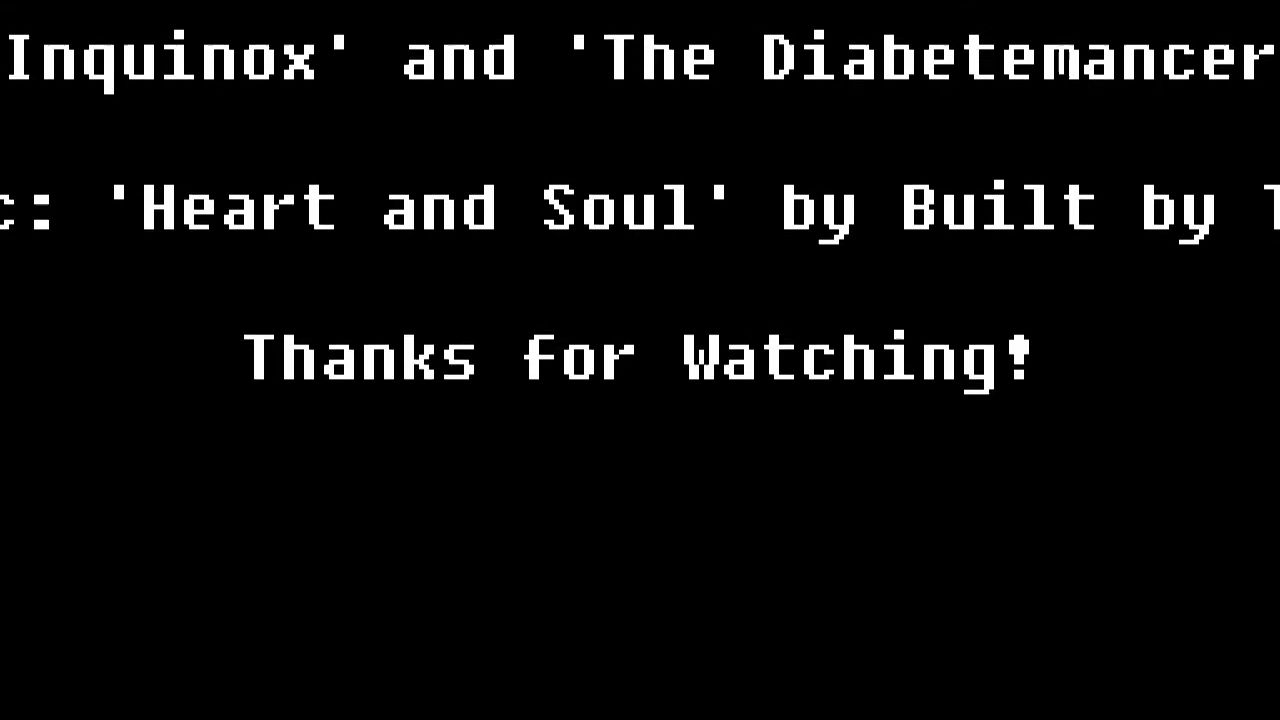 Inquinox' and 'The Diabetemancer
c: 'Heart and Soul' by Built by
Thanks for Watching!